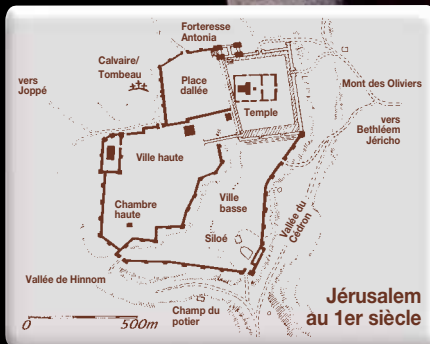 Forteresse
Antonia
Calvaire/
Tombeau
vers
Joppé
Place
dallée
Temple
Mont des Oliviers
vers
Bethléem
Jéricho
Ville haute
Chambre
haute
Ville
basse
Siloé
Vallée du
Cédron
Vallée de Hinnom
Champ du
potier
0 500m
Jérusalem
au 1er siècle